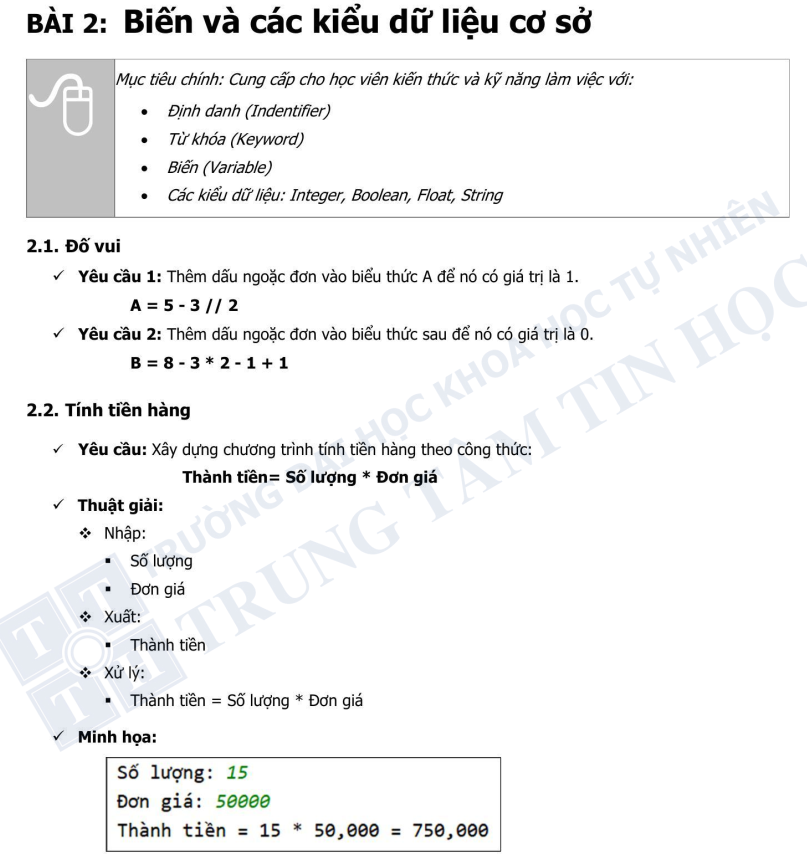 BÀI 2: Biến và các kiểu dữ liệu cơ sở
Mục tiêu chính: Cung cấp cho học viên kiến thức và kỹ năng làm việc với:
• Định danh (Indentifier)
• Từ khóa (Keyword)
• Biến (Variable)
• Các kiểu dữ liệu: Integer, Boolean, Float, String
2.1. Đố vui
✓ Yêu cầu 1: Thêm dấu ngoặc đơn vào biểu thức A để nó có giá trị là 1.
A = 5 - 3 // 2
✓ Yêu cầu 2: Thêm dấu ngoặc đơn vào biểu thức sau để nó có giá trị là 0.
B = 8 - 3 * 2 - 1 + 1
2.2. Tính tiền hàng
✓ Yêu cầu: Xây dựng chương trình tính tiền hàng theo công thức:
Thành tiền= Số lượng * Đơn giá
✓ Thuật giải:
❖ Nhập:
▪ Số lượng
▪ Đơn giá
❖ Xuất:
▪ Thành tiền
❖ Xử lý:
▪ Thành tiền = Số lượng * Đơn giá
✓ Minh họa:
Số lượng: 15
Đơn giá: 50000
Thành tiền = 15 * 50,000 = 750,000
TRƯỜNG ĐẠI HỌC KHOA HỌC TỰ NHIÊN
TRUNG TÂM TIN HỌC
T T
T T